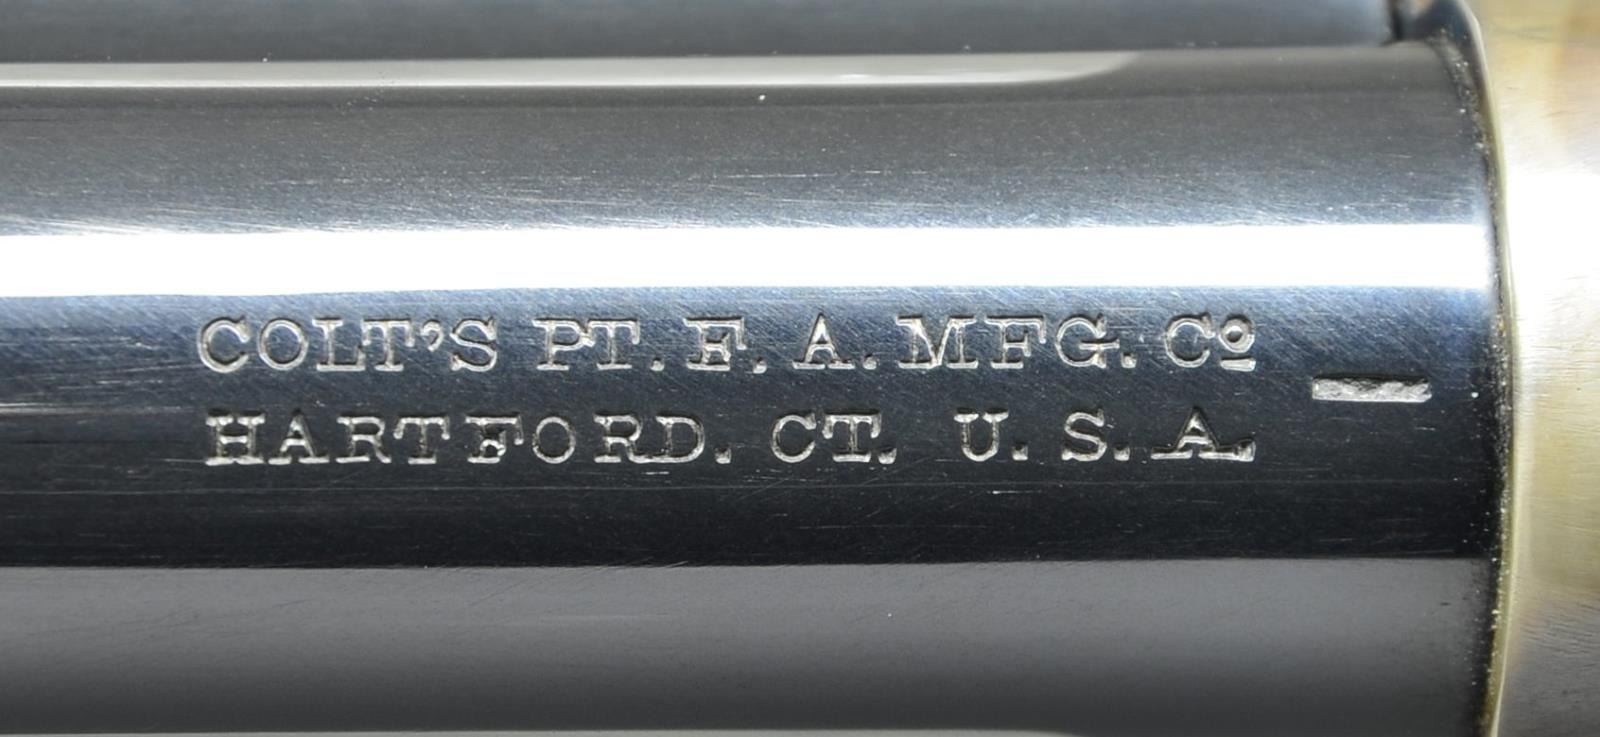 COLT'S PT. F. A. MFG. Cº
HARTFORD. CT. U. S. A.